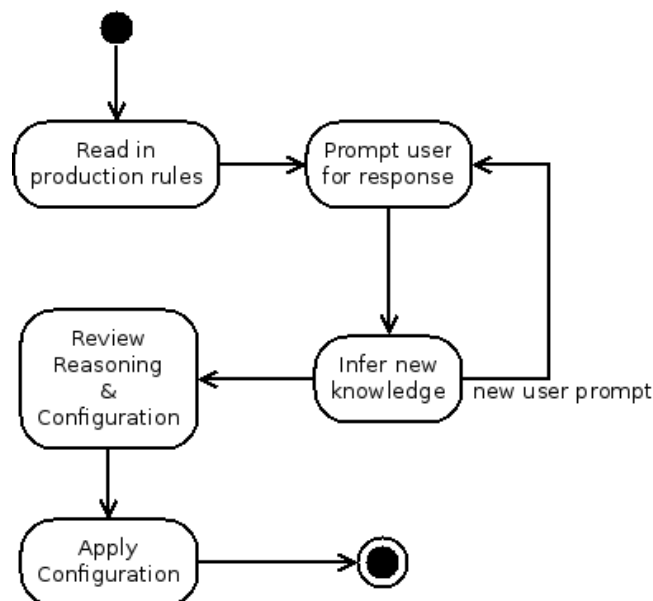 Read in
production rules
Prompt user
for response
Review
Reasoning
&
Configuration
Infer new
knowledge
new user prompt
Apply
Configuration